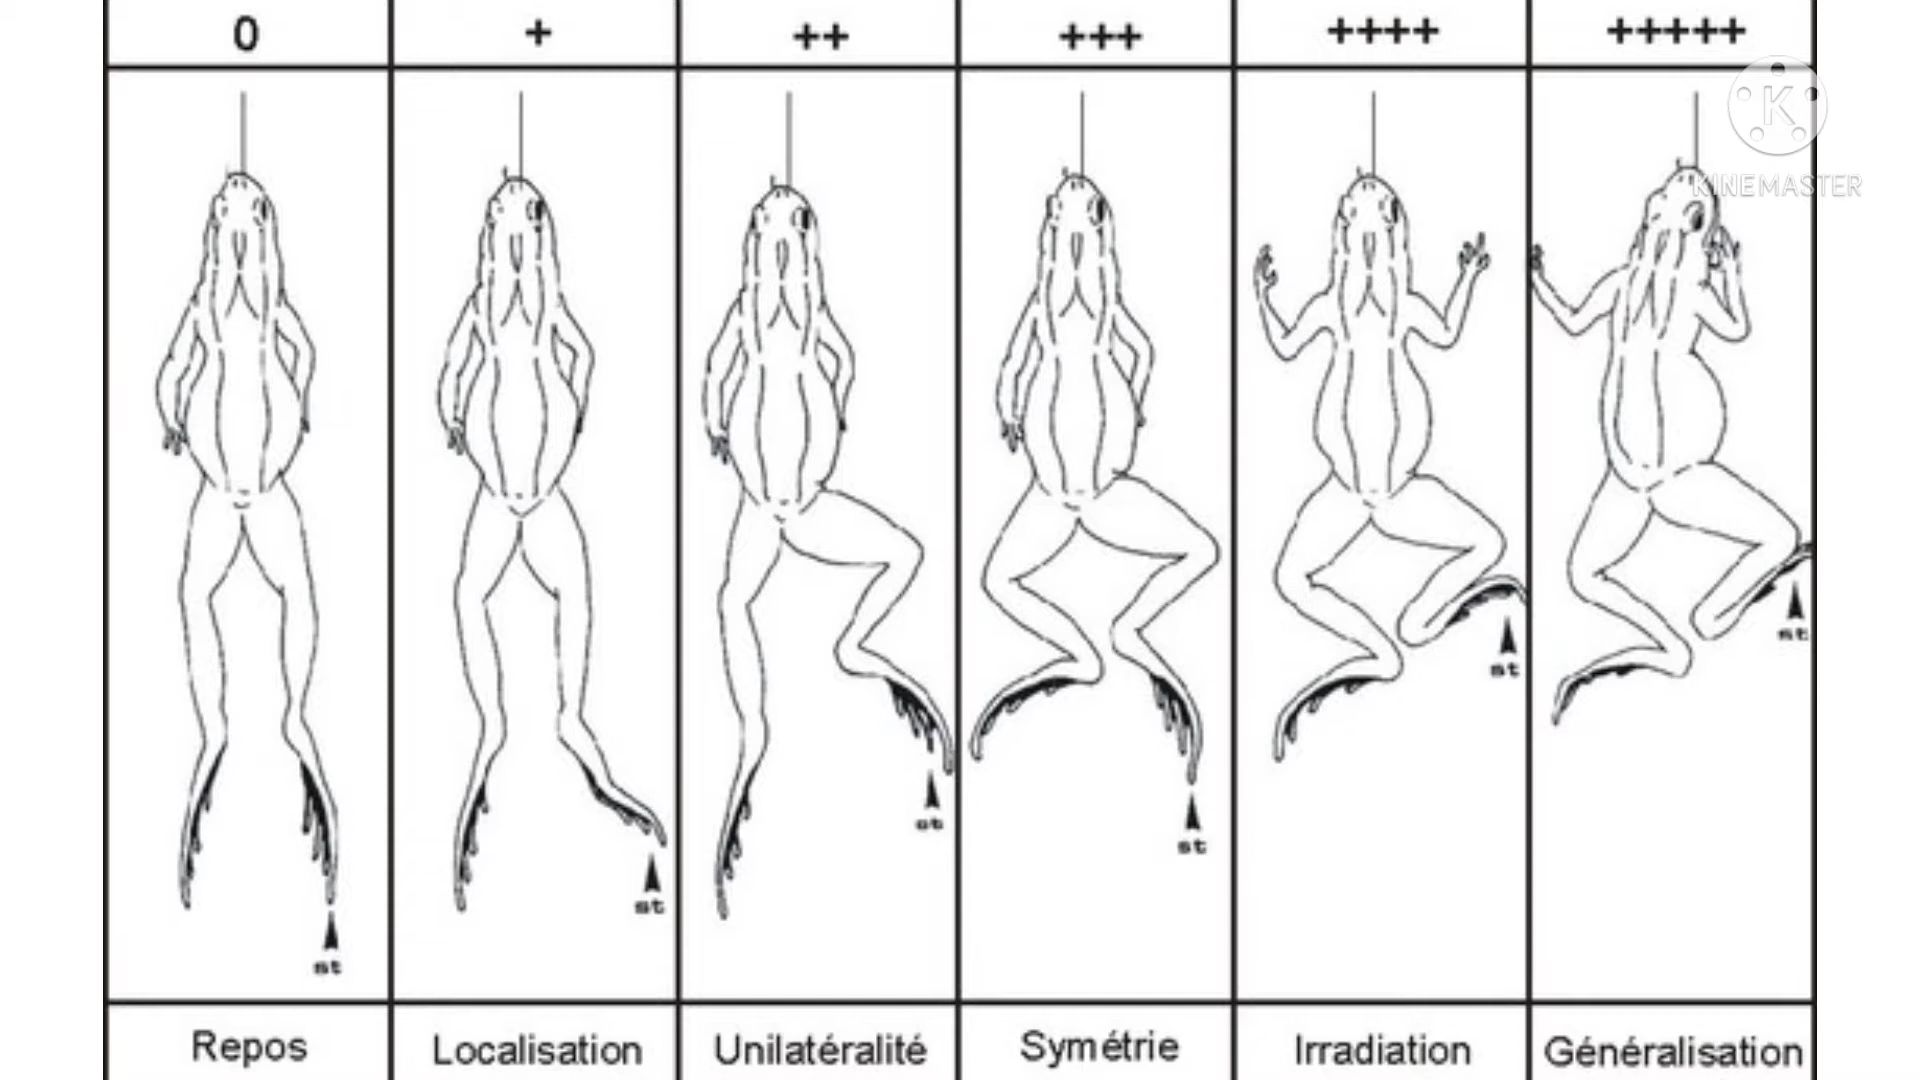 0 + ++ +++ ++++ +++++
K
KINEMASTER
st
st
st
st
st
st
Repos Localisation Unilatéralité Symétrie Irradiation Généralisation